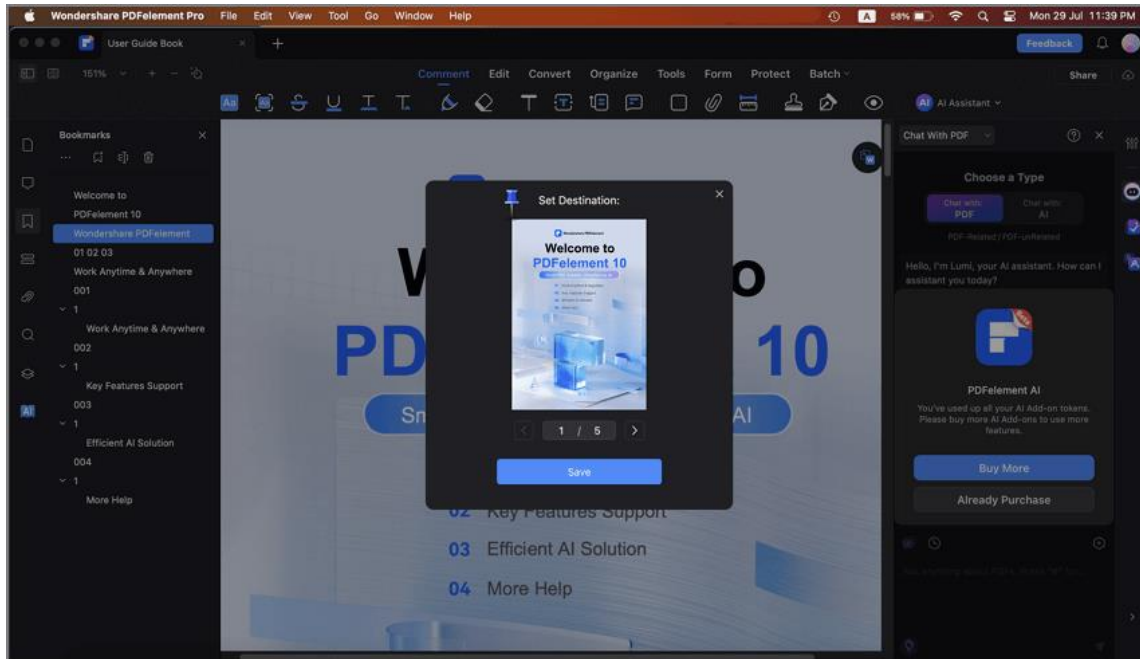 Wondershare PDFelement Pro File Edit View Tool Go Window Help A 58% Mon 29 Jul 11:39 PM
User Guide Book × + Feedback
161% Comment Edit Convert Organize Tools Form Protect Batch Share
AI Assistant
Bookmarks
Welcome to
PDFelement 10
Wondershare PDFelement
01 02 03
Work Anytime & Anywhere
001
1
Work Anytime & Anywhere
002
1
Key Features Support
003
1
Efficient AI Solution
004
1
More Help
AI
Set Destination:
Wondershare PDFelement
Welcome to
PDFelement 10
1 / 5
Save
W o
PD 10
Sm AI
02 Key Features Support
03 Efficient AI Solution
04 More Help
Chat With PDF
Choose a Type
Chat with: PDF
Chat with: AI
PDF-Related / PDF-unRelated
Hello, I'm Lumi, your AI assistant. How can I
assistant you today?
Beta
PDFelement AI
You've used up all your AI Add-on tokens.
Please buy more AI Add-ons to use more
features.
Buy More
Already Purchase